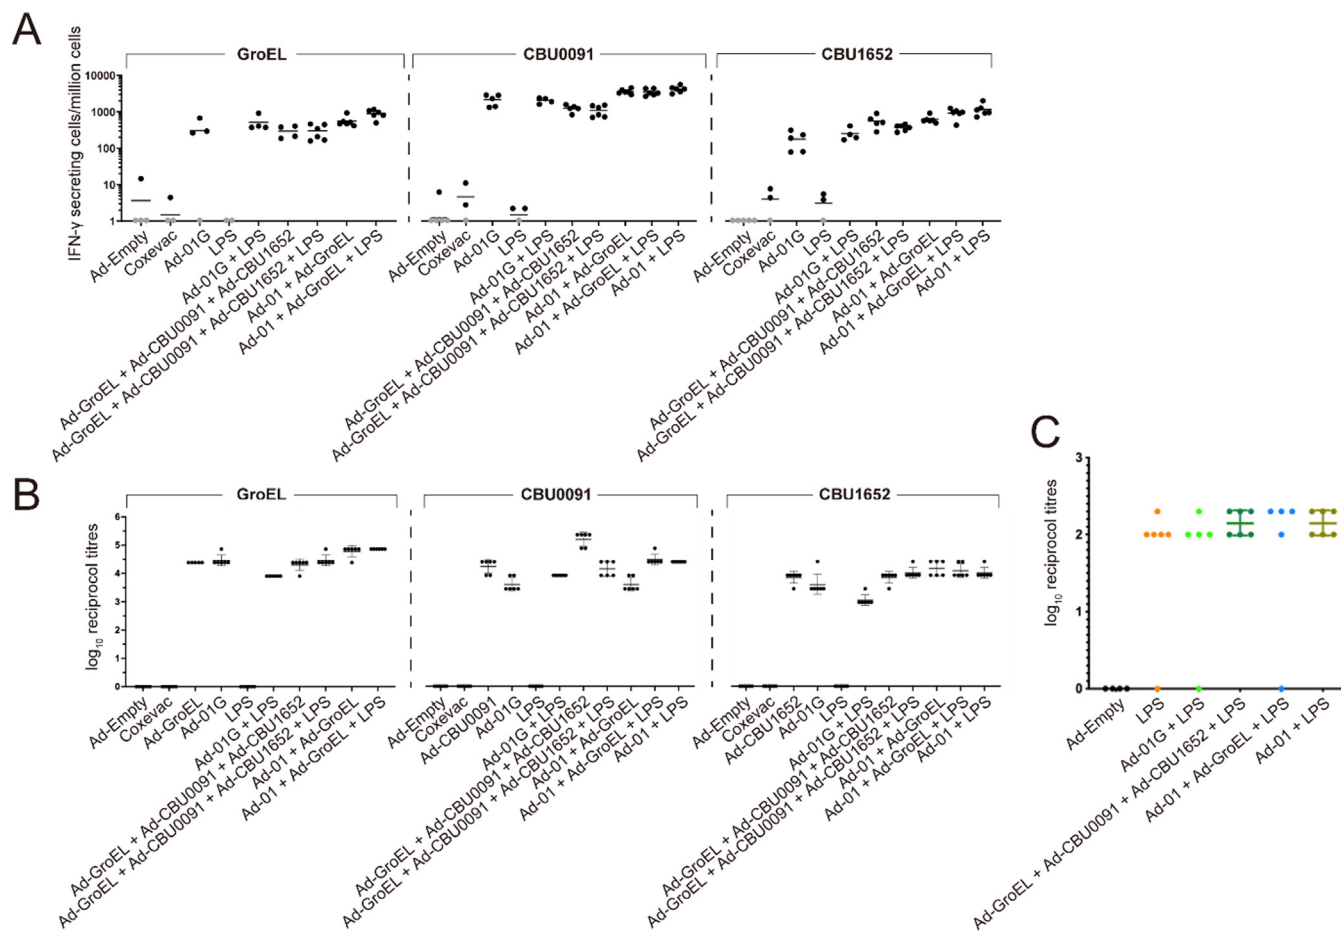 A
GroEL
CBU0091
CBU1652
IFN-γ secreting cells/million cells
10000
1000
100
10
1
Ad-Empty
Coxevac
Ad-01G
LPS
Ad-01G + LPS
Ad-GroEL + Ad-CBU0091 + Ad-CBU1652
Ad-GroEL + Ad-CBU0091 + Ad-CBU1652 + LPS
Ad-01 + Ad-GroEL
Ad-01 + Ad-GroEL + LPS
Ad-Empty
Coxevac
Ad-01G
LPS
Ad-01G + LPS
Ad-GroEL + Ad-CBU0091 + Ad-CBU1652
Ad-GroEL + Ad-CBU0091 + Ad-CBU1652 + LPS
Ad-01 + Ad-GroEL
Ad-01 + Ad-GroEL + LPS
Ad-01 + LPS
Ad-Empty
Coxevac
Ad-01G
LPS
Ad-01G + LPS
Ad-GroEL + Ad-CBU0091 + Ad-CBU1652
Ad-GroEL + Ad-CBU0091 + Ad-CBU1652 + LPS
Ad-01 + Ad-GroEL
Ad-01 + Ad-GroEL + LPS
Ad-01 + LPS
B
GroEL
CBU0091
CBU1652
log10 reciprocol titres
6
5
4
3
2
1
0
Ad-Empty
Coxevac
Ad-GroEL
Ad-01G
LPS
Ad-01G + LPS
Ad-GroEL + Ad-CBU0091 + Ad-CBU1652
Ad-GroEL + Ad-CBU0091 + Ad-CBU1652 + LPS
Ad-01 + Ad-GroEL
Ad-01 + Ad-GroEL + LPS
Ad-Empty
Coxevac
Ad-CBU0091
Ad-01G
LPS
Ad-01G + LPS
Ad-GroEL + Ad-CBU0091 + Ad-CBU1652
Ad-GroEL + Ad-CBU0091 + Ad-CBU1652 + LPS
Ad-01 + Ad-GroEL
Ad-01 + Ad-GroEL + LPS
Ad-01 + LPS
Ad-Empty
Coxevac
Ad-CBU1652
Ad-01G
LPS
Ad-01G + LPS
Ad-GroEL + Ad-CBU0091 + Ad-CBU1652
Ad-GroEL + Ad-CBU0091 + Ad-CBU1652 + LPS
Ad-01 + Ad-GroEL
Ad-01 + Ad-GroEL + LPS
Ad-01 + LPS
C
log10 reciprocol titres
3
2
1
0
Ad-Empty
LPS
Ad-01G + LPS
Ad-GroEL + Ad-CBU0091 + Ad-CBU1652 + LPS
Ad-01 + Ad-GroEL + LPS
Ad-01 + LPS